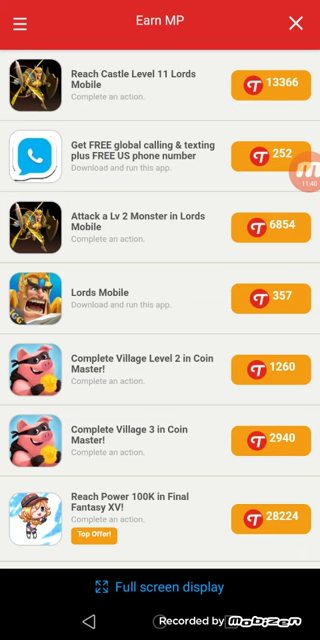 Earn MP
Reach Castle Level 11 Lords
Mobile
Complete an action.
13366
Get FREE global calling & texting
plus FREE US phone number
Download and run this app.
252
11:40
Attack a Lv 2 Monster in Lords
Mobile
Complete an action.
6854
IGG
Lords Mobile
Download and run this app.
357
Complete Village Level 2 in Coin
Master!
Complete an action.
1260
Complete Village 3 in Coin
Master!
Complete an action.
2940
Reach Power 100K in Final
Fantasy XV!
Complete an action.
Top Offer!
28224
Full screen display
Recorded by Mobizen